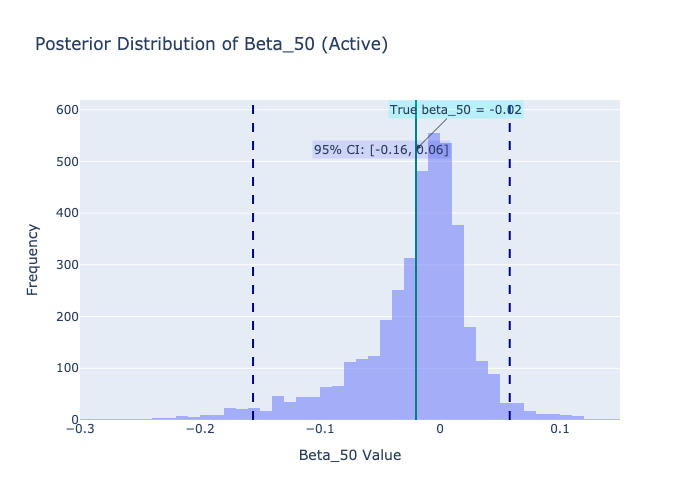 Posterior Distribution of Beta_50 (Active)
600
True beta_50 = -0.02
500
95% CI: [-0.16, 0.06]
400
Frequency
300
200
100
0
−0.3
−0.2
−0.1
0
0.1
Beta_50 Value